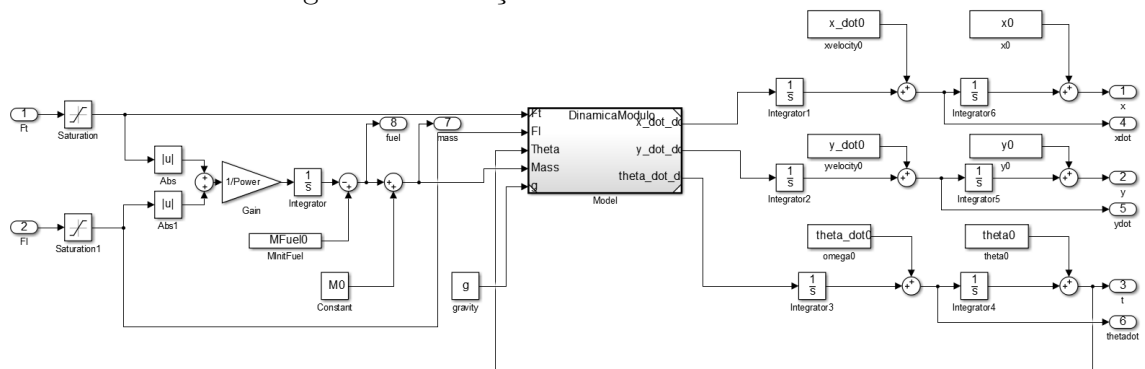 1
Ft
Saturation
|u|
Abs
|u|
Abs1
2
Fl
Saturation1
1/Power
Gain
1
s
Integrator
MFuel0
MInitFuel
M0
Constant
8
fuel
7
mass
g
gravity
DinamicaModulo
Ft
Fl
Theta
Mass
g
x_dot_do
y_dot_do
theta_dot_d
Model
x_dot0
xvelocity0
x0
x0
1
s
Integrator1
1
s
Integrator6
1
x
4
xdot
y_dot0
yvelocity0
y0
y0
1
s
Integrator2
1
s
Integrator5
2
y
5
ydot
theta_dot0
omega0
theta0
theta0
1
s
Integrator3
1
s
Integrator4
3
t
6
thetadot